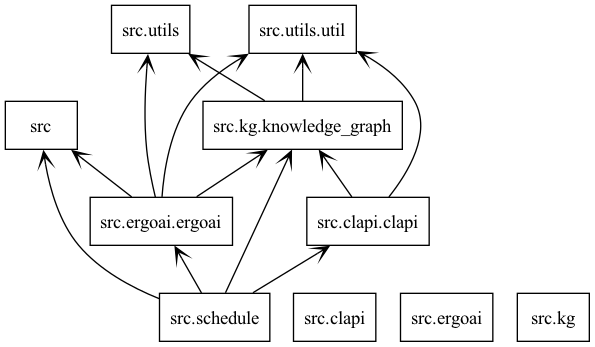 src.utils
src.utils.util
src
src.kg.knowledge_graph
src.ergoai.ergoai
src.clapi.clapi
src.schedule
src.clapi
src.ergoai
src.kg